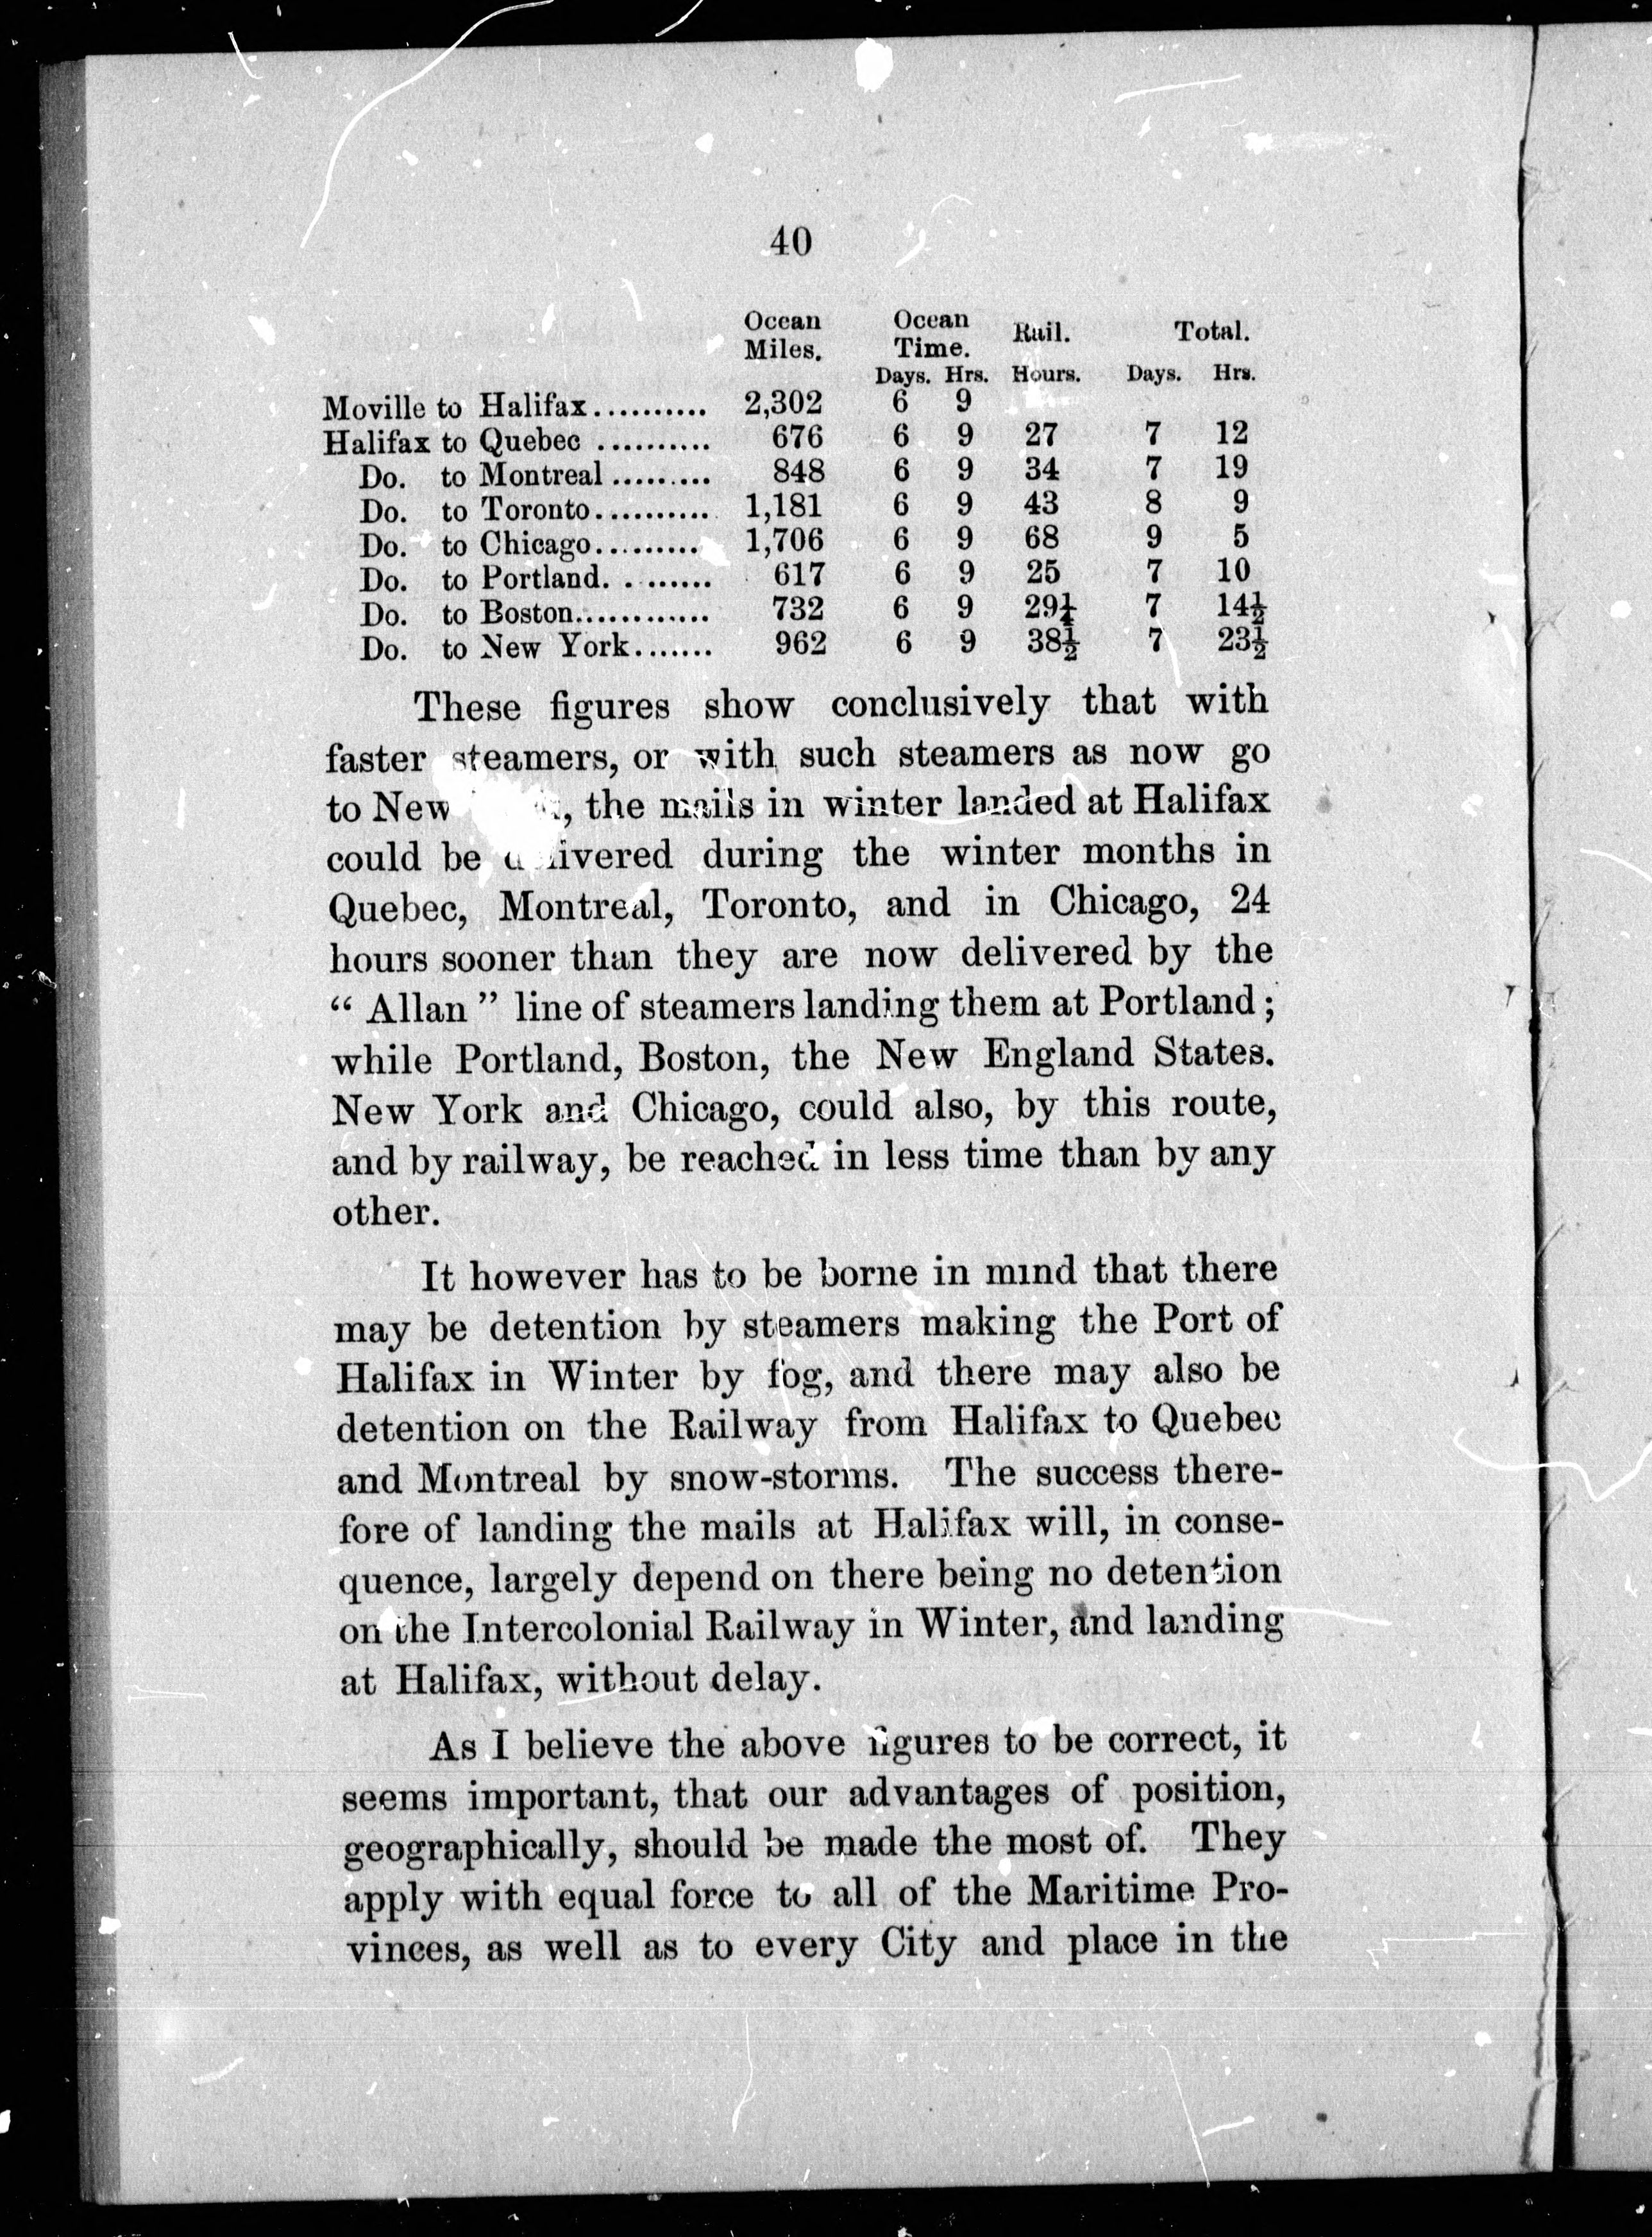 40
Ocean Miles. Ocean Time. Rail. Total.
Days. Hrs. Hours. Days. Hrs.
Moville to Halifax.......... 2,302 6 9
Halifax to Quebec .......... 676 6 9 27 7 12
Do. to Montreal ......... 848 6 9 34 7 19
Do. to Toronto.......... 1,181 6 9 43 8 9
Do. to Chicago......... 1,706 6 9 68 9 5
Do. to Portland. ........ 617 6 9 25 7 10
Do. to Boston............ 732 6 9 29¼ 7 14½
Do. to New York....... 962 6 9 38½ 7 23½
These figures show conclusively that with
faster steamers, or with such steamers as now go
to New , the mails in winter landed at Halifax
could be delivered during the winter months in
Quebec, Montreal, Toronto, and in Chicago, 24
hours sooner than they are now delivered by the
“ Allan ” line of steamers landing them at Portland ;
while Portland, Boston, the New England States.
New York and Chicago, could also, by this route,
and by railway, be reached in less time than by any
other.
It however has to be borne in mind that there
may be detention by steamers making the Port of
Halifax in Winter by fog, and there may also be
detention on the Railway from Halifax to Quebec
and Montreal by snow-storms. The success there-
fore of landing the mails at Halifax will, in conse-
quence, largely depend on there being no detention
on the Intercolonial Railway in Winter, and landing
at Halifax, without delay.
As I believe the above figures to be correct, it
seems important, that our advantages of position,
geographically, should be made the most of. They
apply with equal force to all of the Maritime Pro-
vinces, as well as to every City and place in the